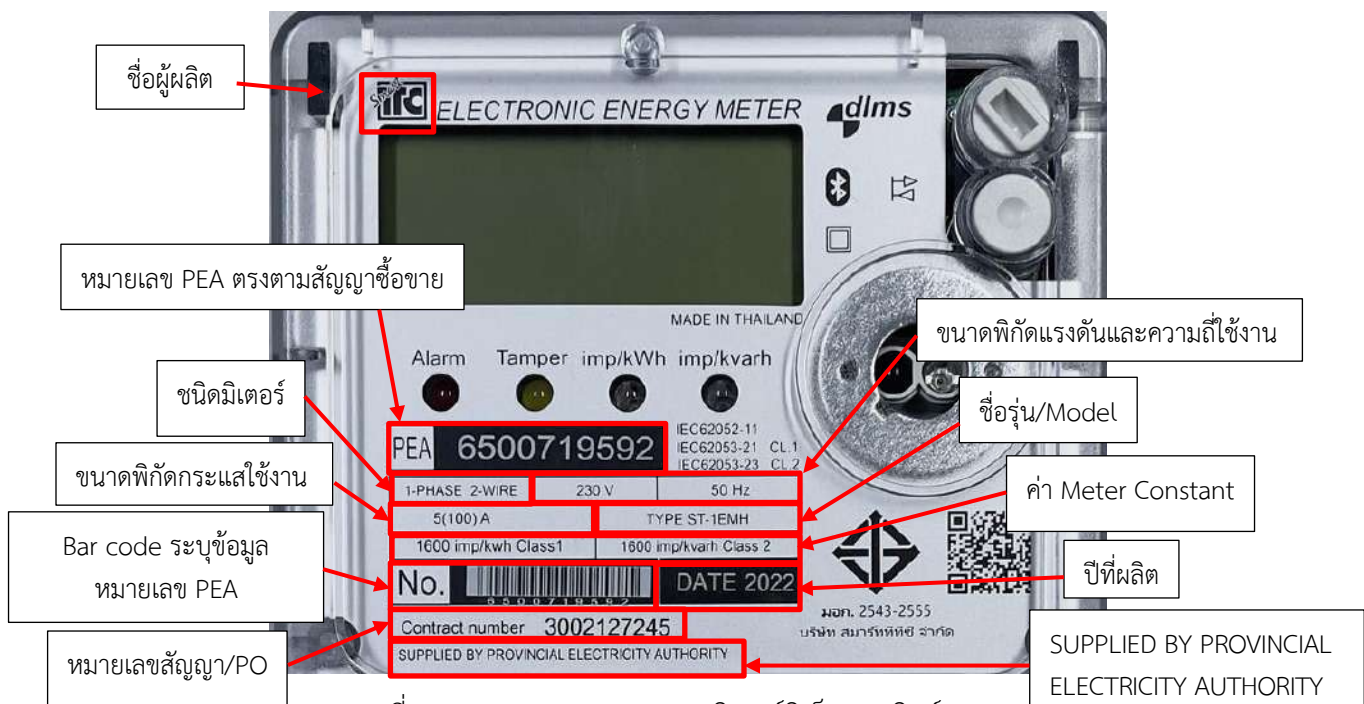 ชื่อผู้ผลิต
Smart TTC ELECTRONIC ENERGY METER
dlms
หมายเลข PEA ตรงตามสัญญาซื้อขาย
MADE IN THAILAND
ขนาดพิกัดแรงดันและความถี่ใช้งาน
Alarm Tamper imp/kWh imp/kvarh
ชนิดมิเตอร์
ชื่อรุ่น/Model
PEA 6500719592
IEC62052-11
IEC62053-21 CL.1
IEC62053-23 CL.2
ขนาดพิกัดกระแสใช้งาน
1-PHASE 2-WIRE 230 V 50 Hz
ค่า Meter Constant
5(100)A TYPE ST-1EMH
Bar code ระบุข้อมูล
หมายเลข PEA
1600 imp/kwh Class1 1600 imp/kvarh Class 2
No. DATE 2022
6500719592
ปีที่ผลิต
มอก. 2543-2555
บริษัท สมาร์ททีทีซี จำกัด
Contract number 3002127245
หมายเลขสัญญา/PO
SUPPLIED BY PROVINCIAL ELECTRICITY AUTHORITY
SUPPLIED BY PROVINCIAL
ELECTRICITY AUTHORITY